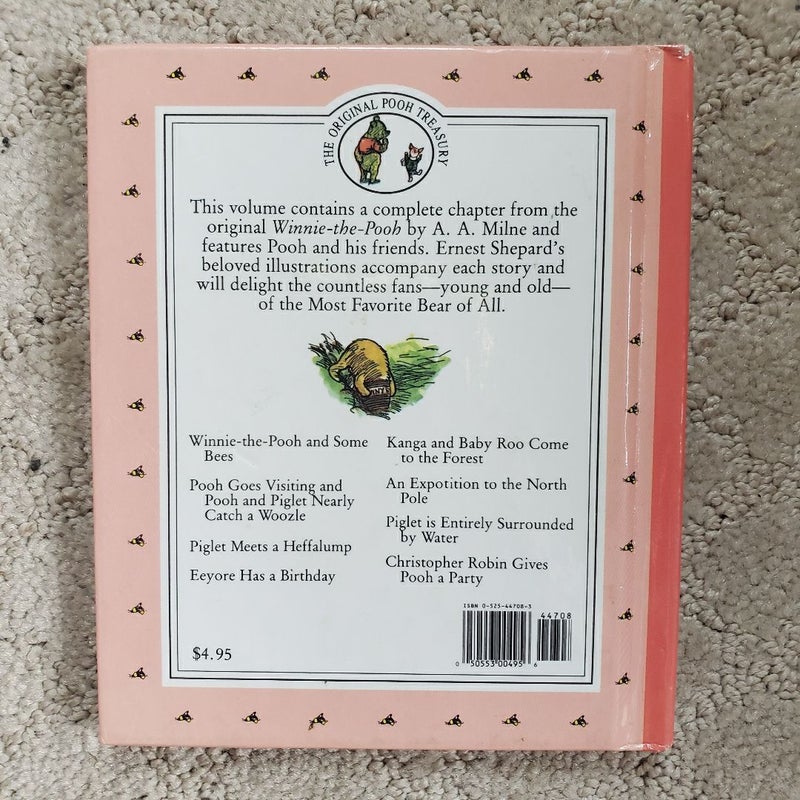 THE ORIGINAL POOH TREASURY
This volume contains a complete chapter from the
original Winnie-the-Pooh by A. A. Milne and
features Pooh and his friends. Ernest Shepard's
beloved illustrations accompany each story and
will delight the countless fans—young and old—
of the Most Favorite Bear of All.
Winnie-the-Pooh and Some
Bees
Pooh Goes Visiting and
Pooh and Piglet Nearly
Catch a Woozle
Piglet Meets a Heffalump
Eeyore Has a Birthday
Kanga and Baby Roo Come
to the Forest
An Expotition to the North
Pole
Piglet is Entirely Surrounded
by Water
Christopher Robin Gives
Pooh a Party
$4.95
ISBN 0-525-44708-3
44708
0 50553 00495 6